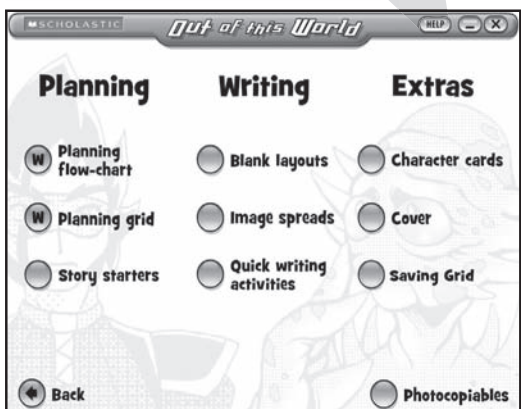 SCHOLASTIC
Out of this World
HELP
Planning
Writing
Extras
W
Planning
flow-chart
Blank layouts
Character cards
W
Planning grid
Image spreads
Cover
Story starters
Quick writing
activities
Saving Grid
Back
Photocopiables